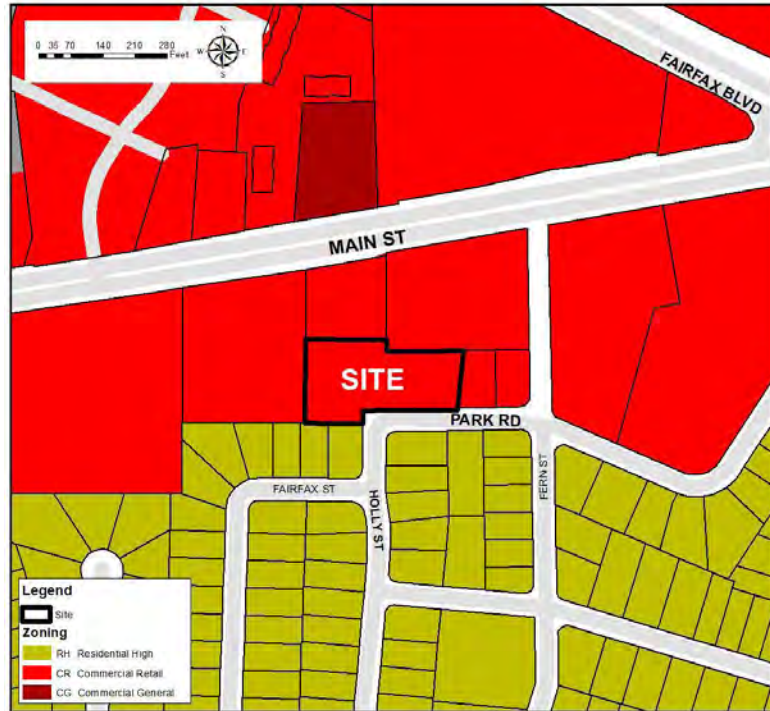 0 35 70 140 210 280
Feet
N
W E
S
FAIRFAX BLVD
MAIN ST
SITE
PARK RD
FAIRFAX ST
HOLLY ST
FERN ST
Legend
Site
Zoning
RH Residential High
CR Commercial Retail
CG Commercial General